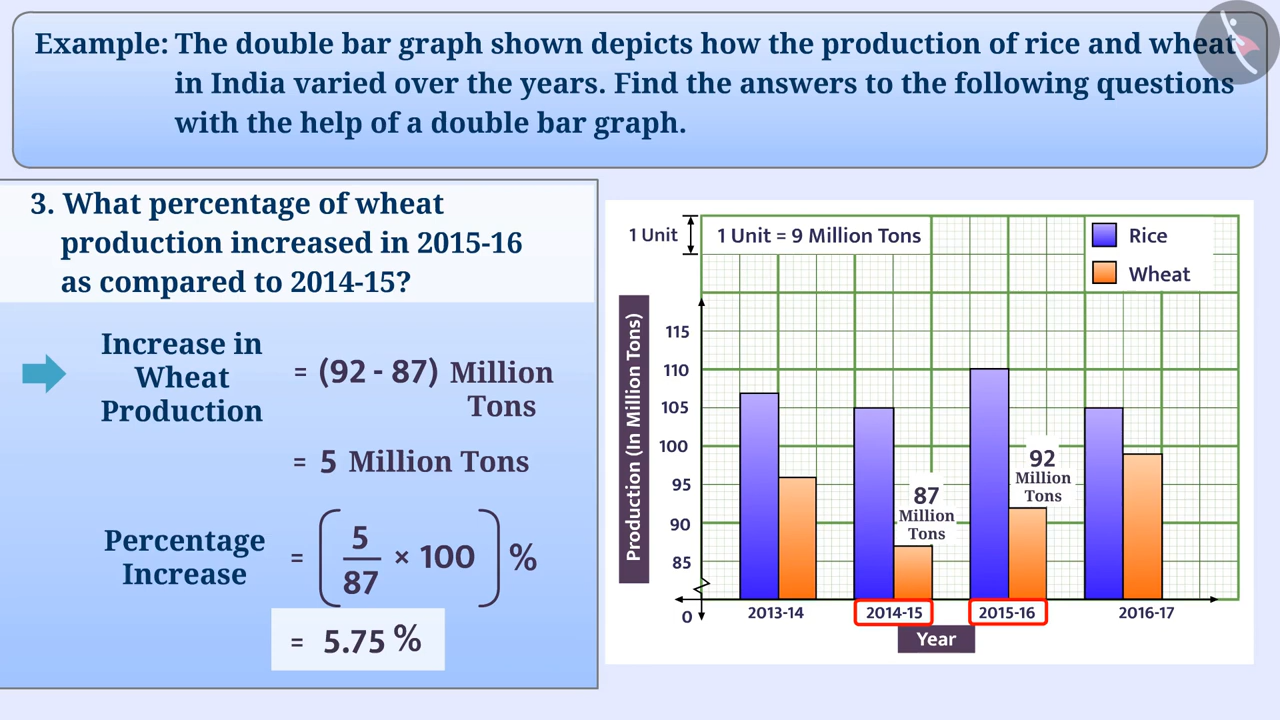 Example: The double bar graph shown depicts how the production of rice and wheat
in India varied over the years. Find the answers to the following questions
with the help of a double bar graph.
3. What percentage of wheat
production increased in 2015-16
as compared to 2014-15?
Increase in
Wheat
Production
= (92 - 87) Million
Tons
= 5 Million Tons
Percentage
Increase
= ( 5/87 × 100 ) %
= 5.75 %
1 Unit
1 Unit = 9 Million Tons
Rice
Wheat
Production (In Million Tons)
115
110
105
100
95
90
85
0
87
Million
Tons
92
Million
Tons
2013-14
2014-15
2015-16
2016-17
Year